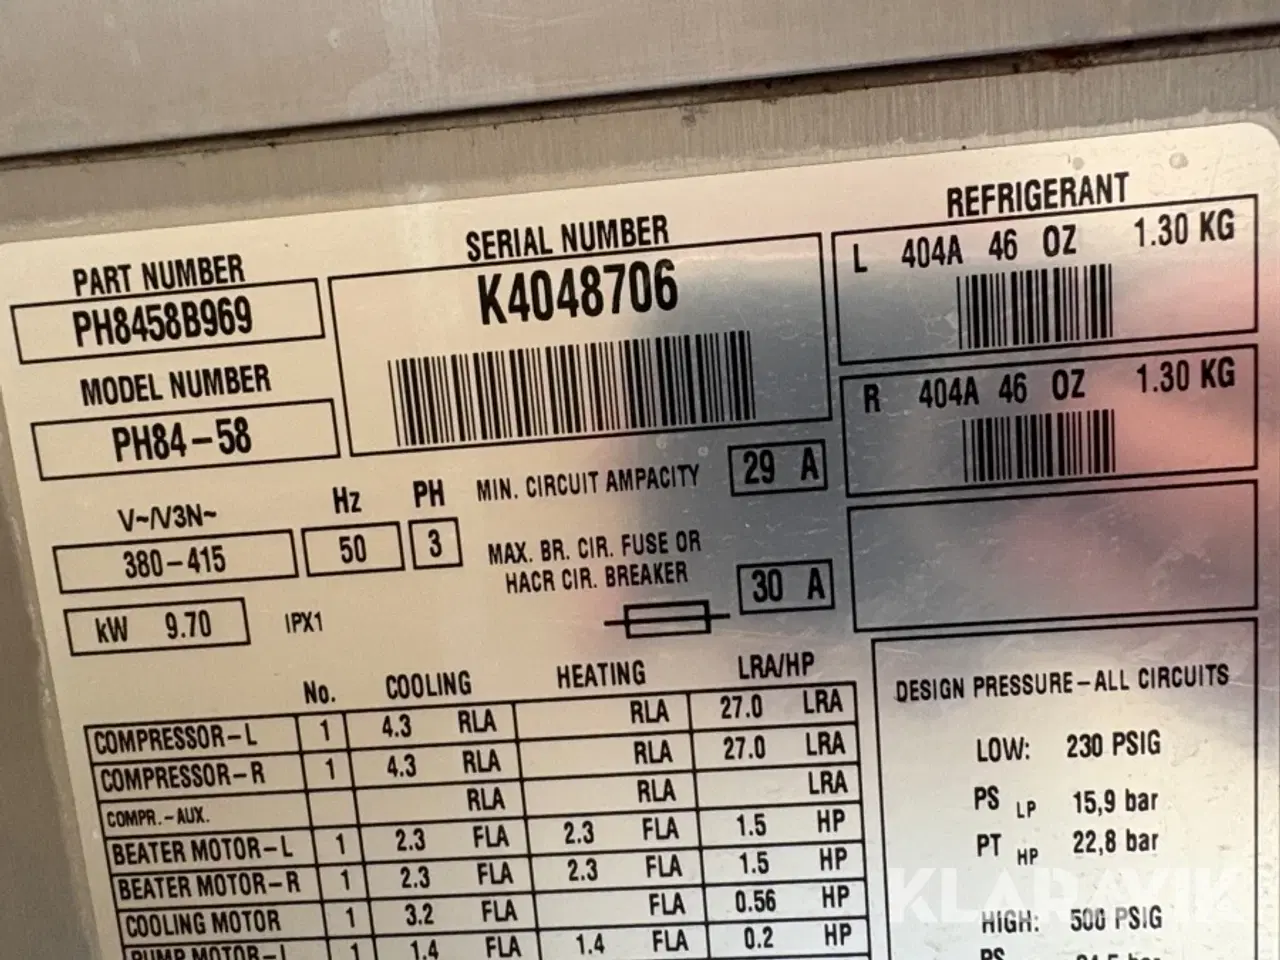 PART NUMBER
PH8458B969
MODEL NUMBER
PH84-58
SERIAL NUMBER
K4048706
REFRIGERANT
L 404A 46 OZ 1.30 KG
R 404A 46 OZ 1.30 KG
V~/V3N~ Hz PH
380-415 50 3
kW 9.70 IPX1
MIN. CIRCUIT AMPACITY 29 A
MAX. BR. CIR. FUSE OR
HACR CIR. BREAKER 30 A
No. COOLING HEATING LRA/HP
COMPRESSOR-L 1 4.3 RLA RLA 27.0 LRA
COMPRESSOR-R 1 4.3 RLA RLA 27.0 LRA
COMPR.-AUX. RLA RLA LRA
BEATER MOTOR-L 1 2.3 FLA 2.3 FLA 1.5 HP
BEATER MOTOR-R 1 2.3 FLA 2.3 FLA 1.5 HP
COOLING MOTOR 1 3.2 FLA FLA 0.56 HP
PUMP MOTOR-L 1 1.4 FLA 1.4 FLA 0.2 HP
DESIGN PRESSURE-ALL CIRCUITS
LOW: 230 PSIG
PS LP 15,9 bar
PT HP 22,8 bar
HIGH: 500 PSIG
PS bar
KLARAVIK